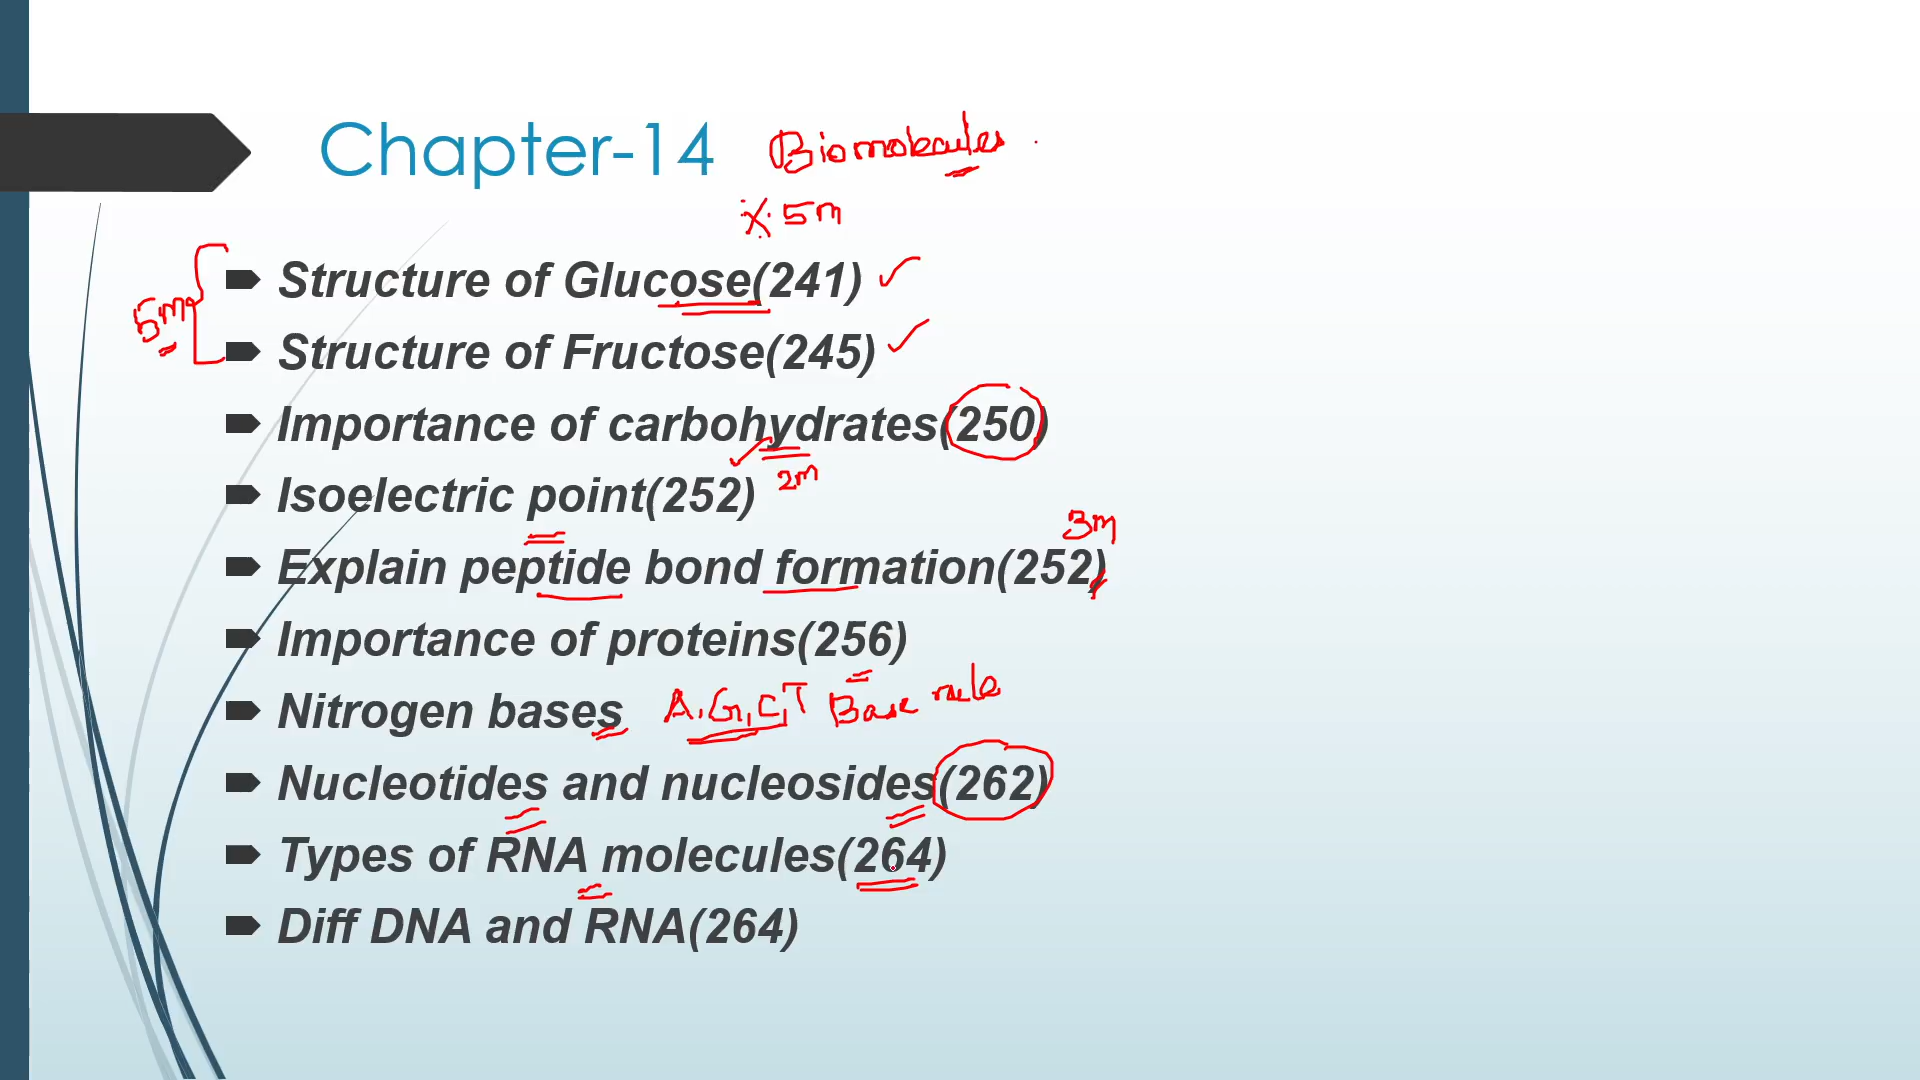 Chapter-14 Biomolecules
5m
Structure of Glucose(241)
5m
Structure of Fructose(245)
Importance of carbohydrates(250)
2m
Isoelectric point(252)
3m
Explain peptide bond formation(252)
Importance of proteins(256)
Nitrogen bases A,G,C,T Base rule
Nucleotides and nucleosides(262)
Types of RNA molecules(264)
Diff DNA and RNA(264)